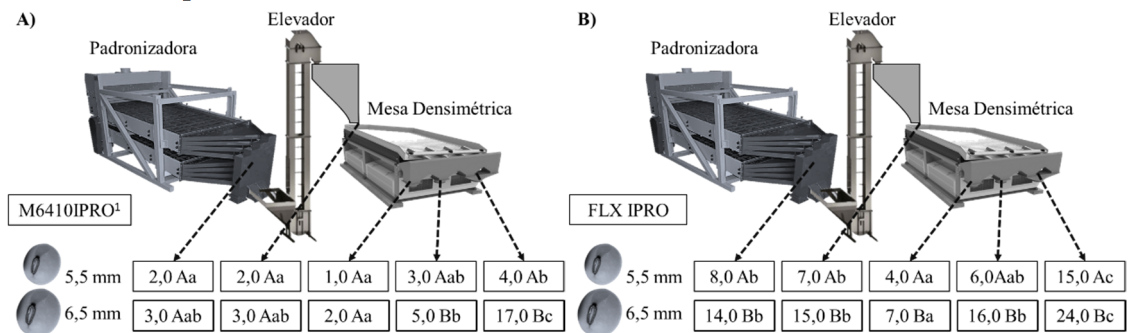 A)
Elevador
Padronizadora
Mesa Densimétrica
M6410IPRO¹
5,5 mm 2,0 Aa 2,0 Aa 1,0 Aa 3,0 Aab 4,0 Ab
6,5 mm 3,0 Aab 3,0 Aab 2,0 Aa 5,0 Bb 17,0 Bc
B)
Elevador
Padronizadora
Mesa Densimétrica
FLX IPRO
5,5 mm 8,0 Ab 7,0 Ab 4,0 Aa 6,0Aab 15,0 Ac
6,5 mm 14,0 Bb 15,0 Bb 7,0 Ba 16,0 Bb 24,0 Bc